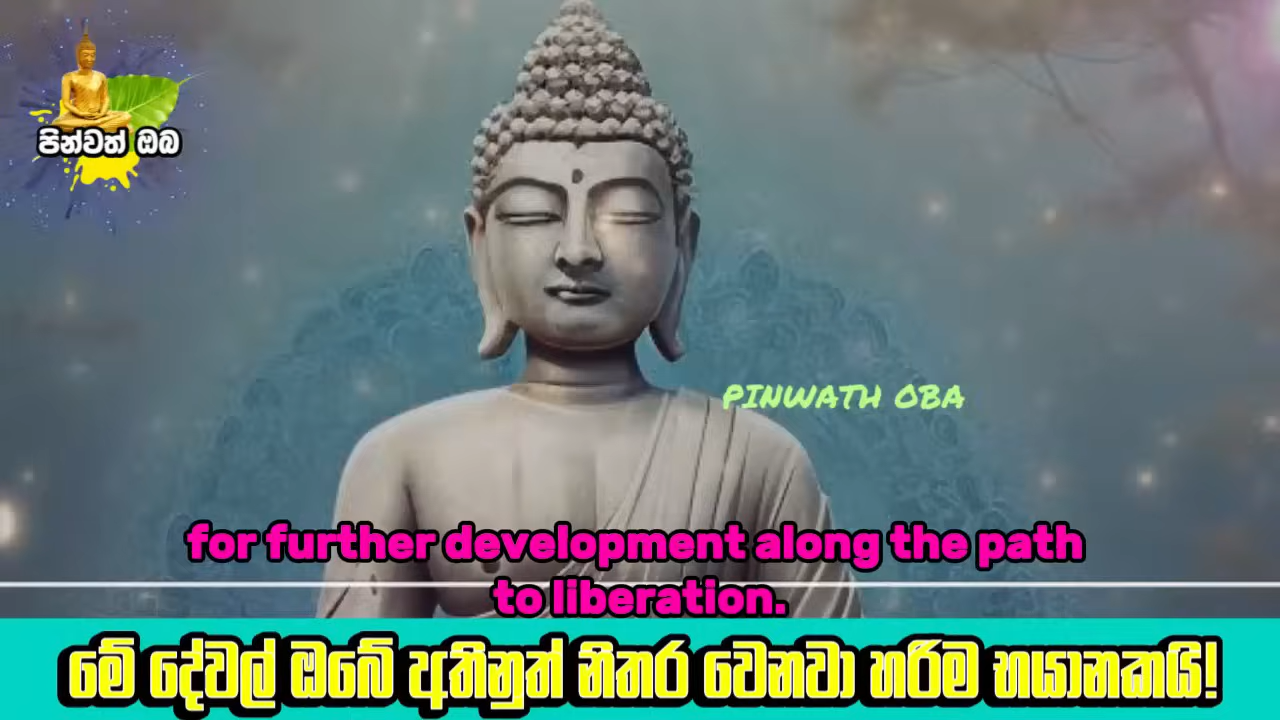 පින්වත් ඔබ
PINWATH OBA
for further development along the path
to liberation.
මේ දේවල් ඔබේ අතිනුත් නිතර වෙනවා හරිම භයානකයි!